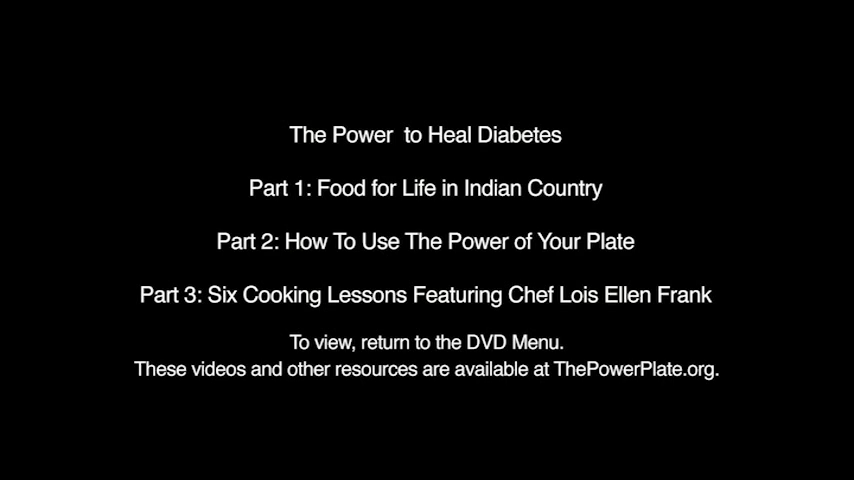 The Power  to Heal Diabetes
Part 1: Food for Life in Indian Country
Part 2: How To Use The Power of Your Plate
Part 3: Six Cooking Lessons Featuring Chef Lois Ellen Frank
To view, return to the DVD Menu.
These videos and other resources are available at ThePowerPlate.org.